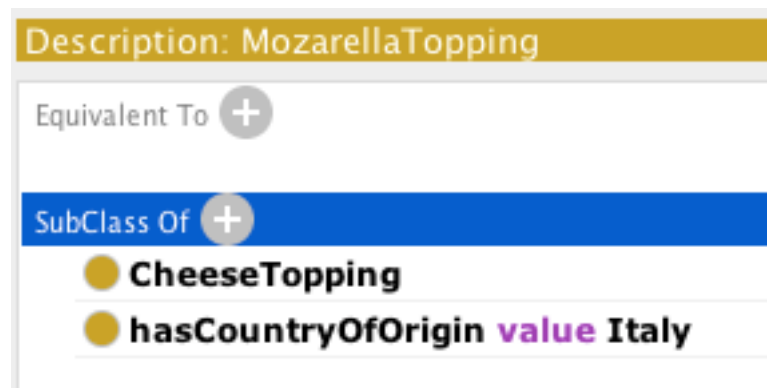 Description: MozarellaTopping
Equivalent To
SubClass Of
CheeseTopping
hasCountryOfOrigin value Italy